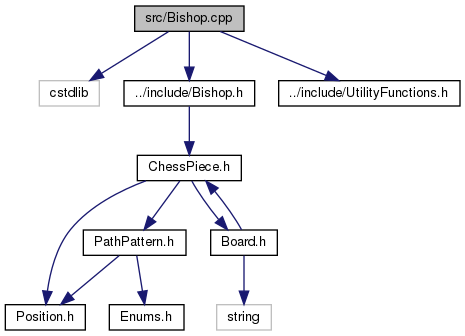 src/Bishop.cpp
cstdlib
../include/Bishop.h
../include/UtilityFunctions.h
ChessPiece.h
PathPattern.h
Board.h
Position.h
Enums.h
string